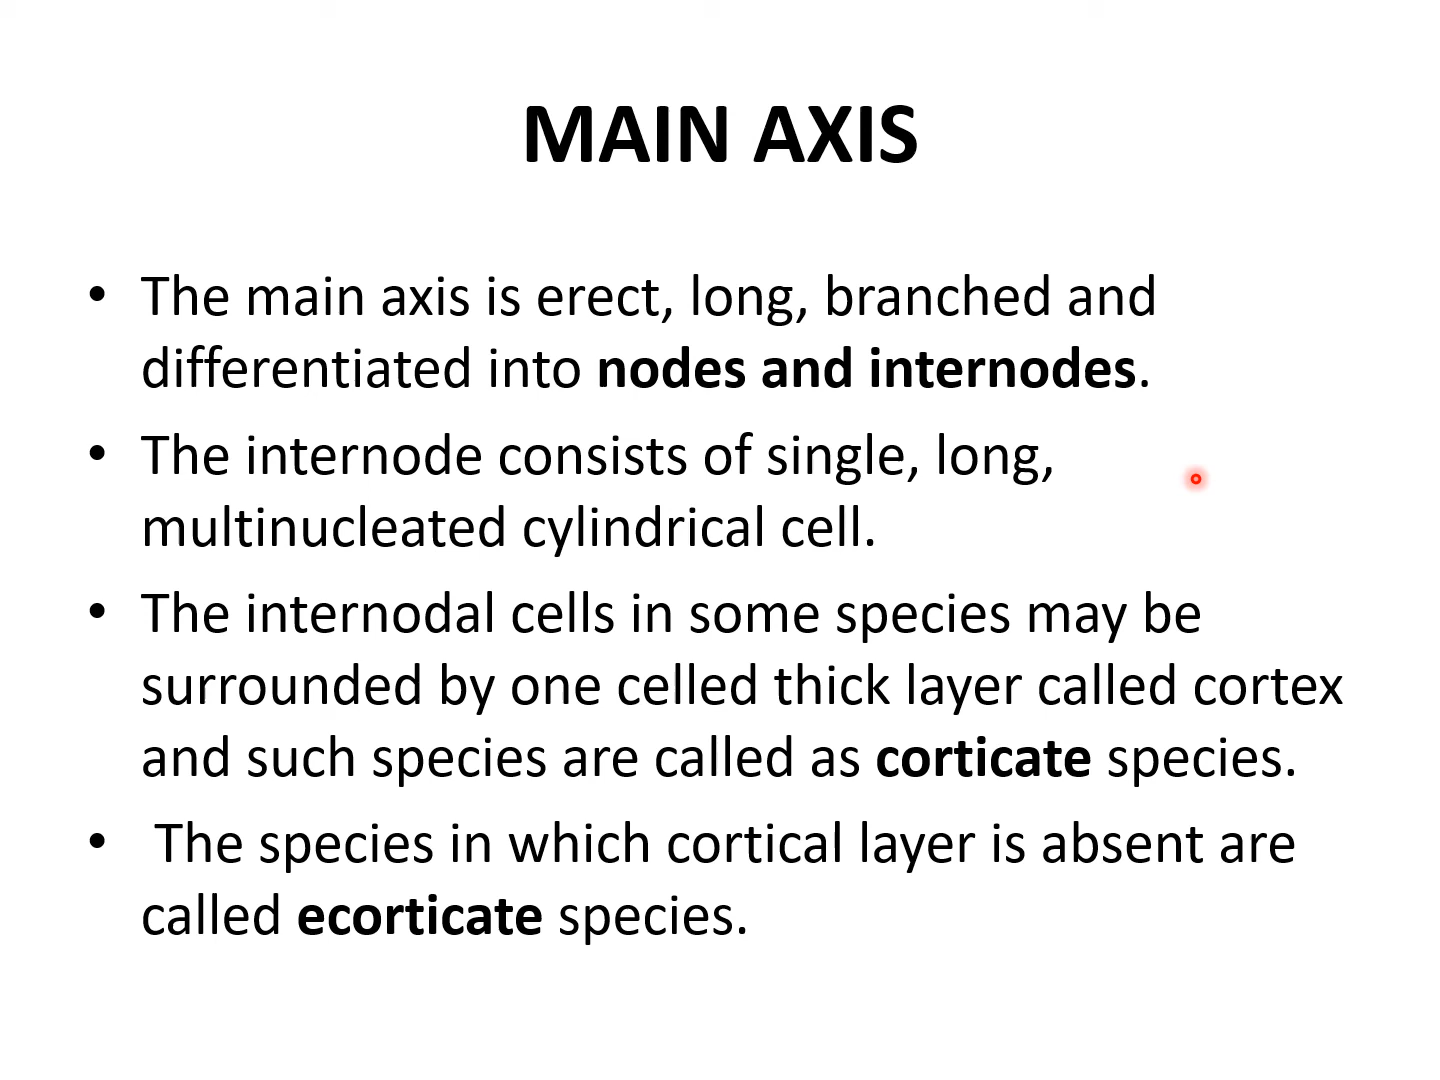 MAIN AXIS
• The main axis is erect, long, branched and
differentiated into nodes and internodes.
• The internode consists of single, long,
multinucleated cylindrical cell.
• The internodal cells in some species may be
surrounded by one celled thick layer called cortex
and such species are called as corticate species.
• The species in which cortical layer is absent are
called ecorticate species.